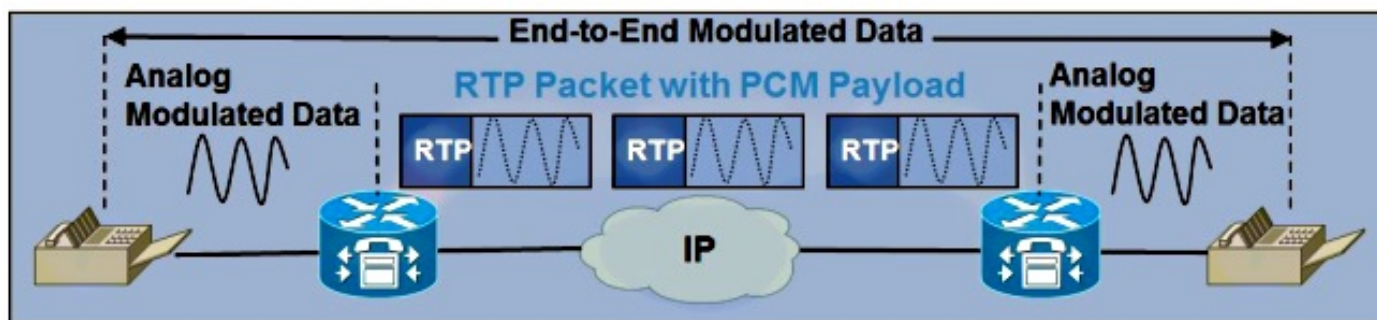 End-to-End Modulated Data
Analog
Modulated Data
RTP Packet with PCM Payload
Analog
Modulated Data
RTP
RTP
RTP
IP